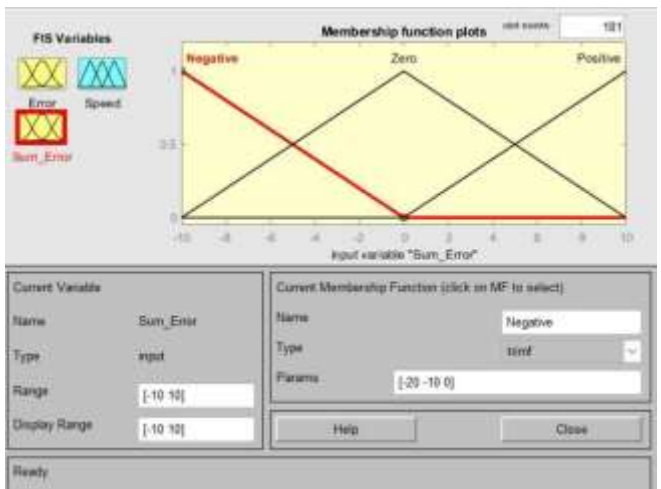 FIS Variables
Membership function plots
plot points:
181
Error
Speed
Sum_Error
Negative
Zero
Positive
1
0.5
0
-10 -8 -6 -4 -2 0 2 4 6 8 10
input variable "Sum_Error"
Current Variable
Name Sum_Error
Type input
Range [-10 10]
Display Range [-10 10]
Current Membership Function (click on MF to select)
Name Negative
Type trimf
Params [-20 -10 0]
Help
Close
Ready